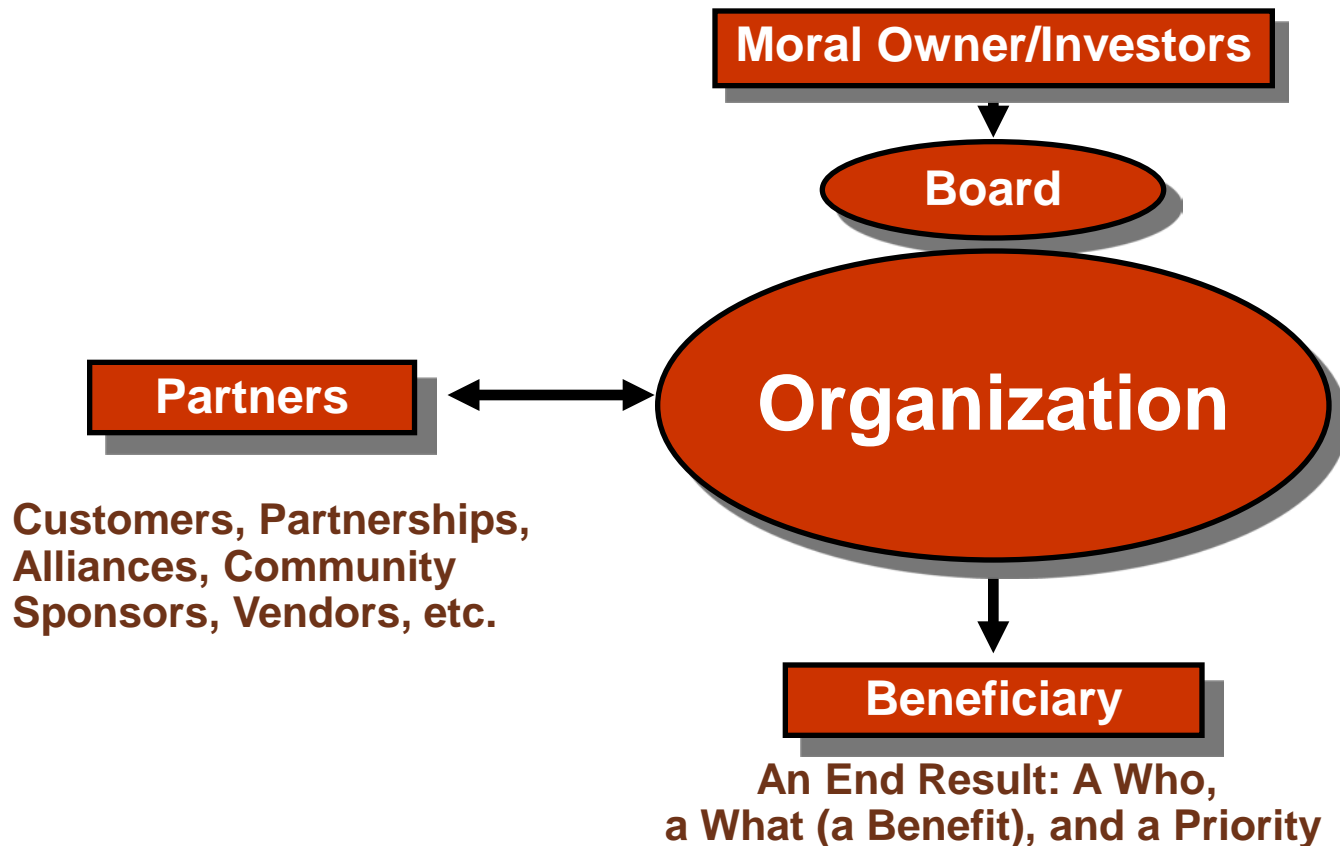 Moral Owner/Investors
Board
Organization
Partners
Customers, Partnerships,
Alliances, Community
Sponsors, Vendors, etc.
Beneficiary
An End Result: A Who,
a What (a Benefit), and a Priority